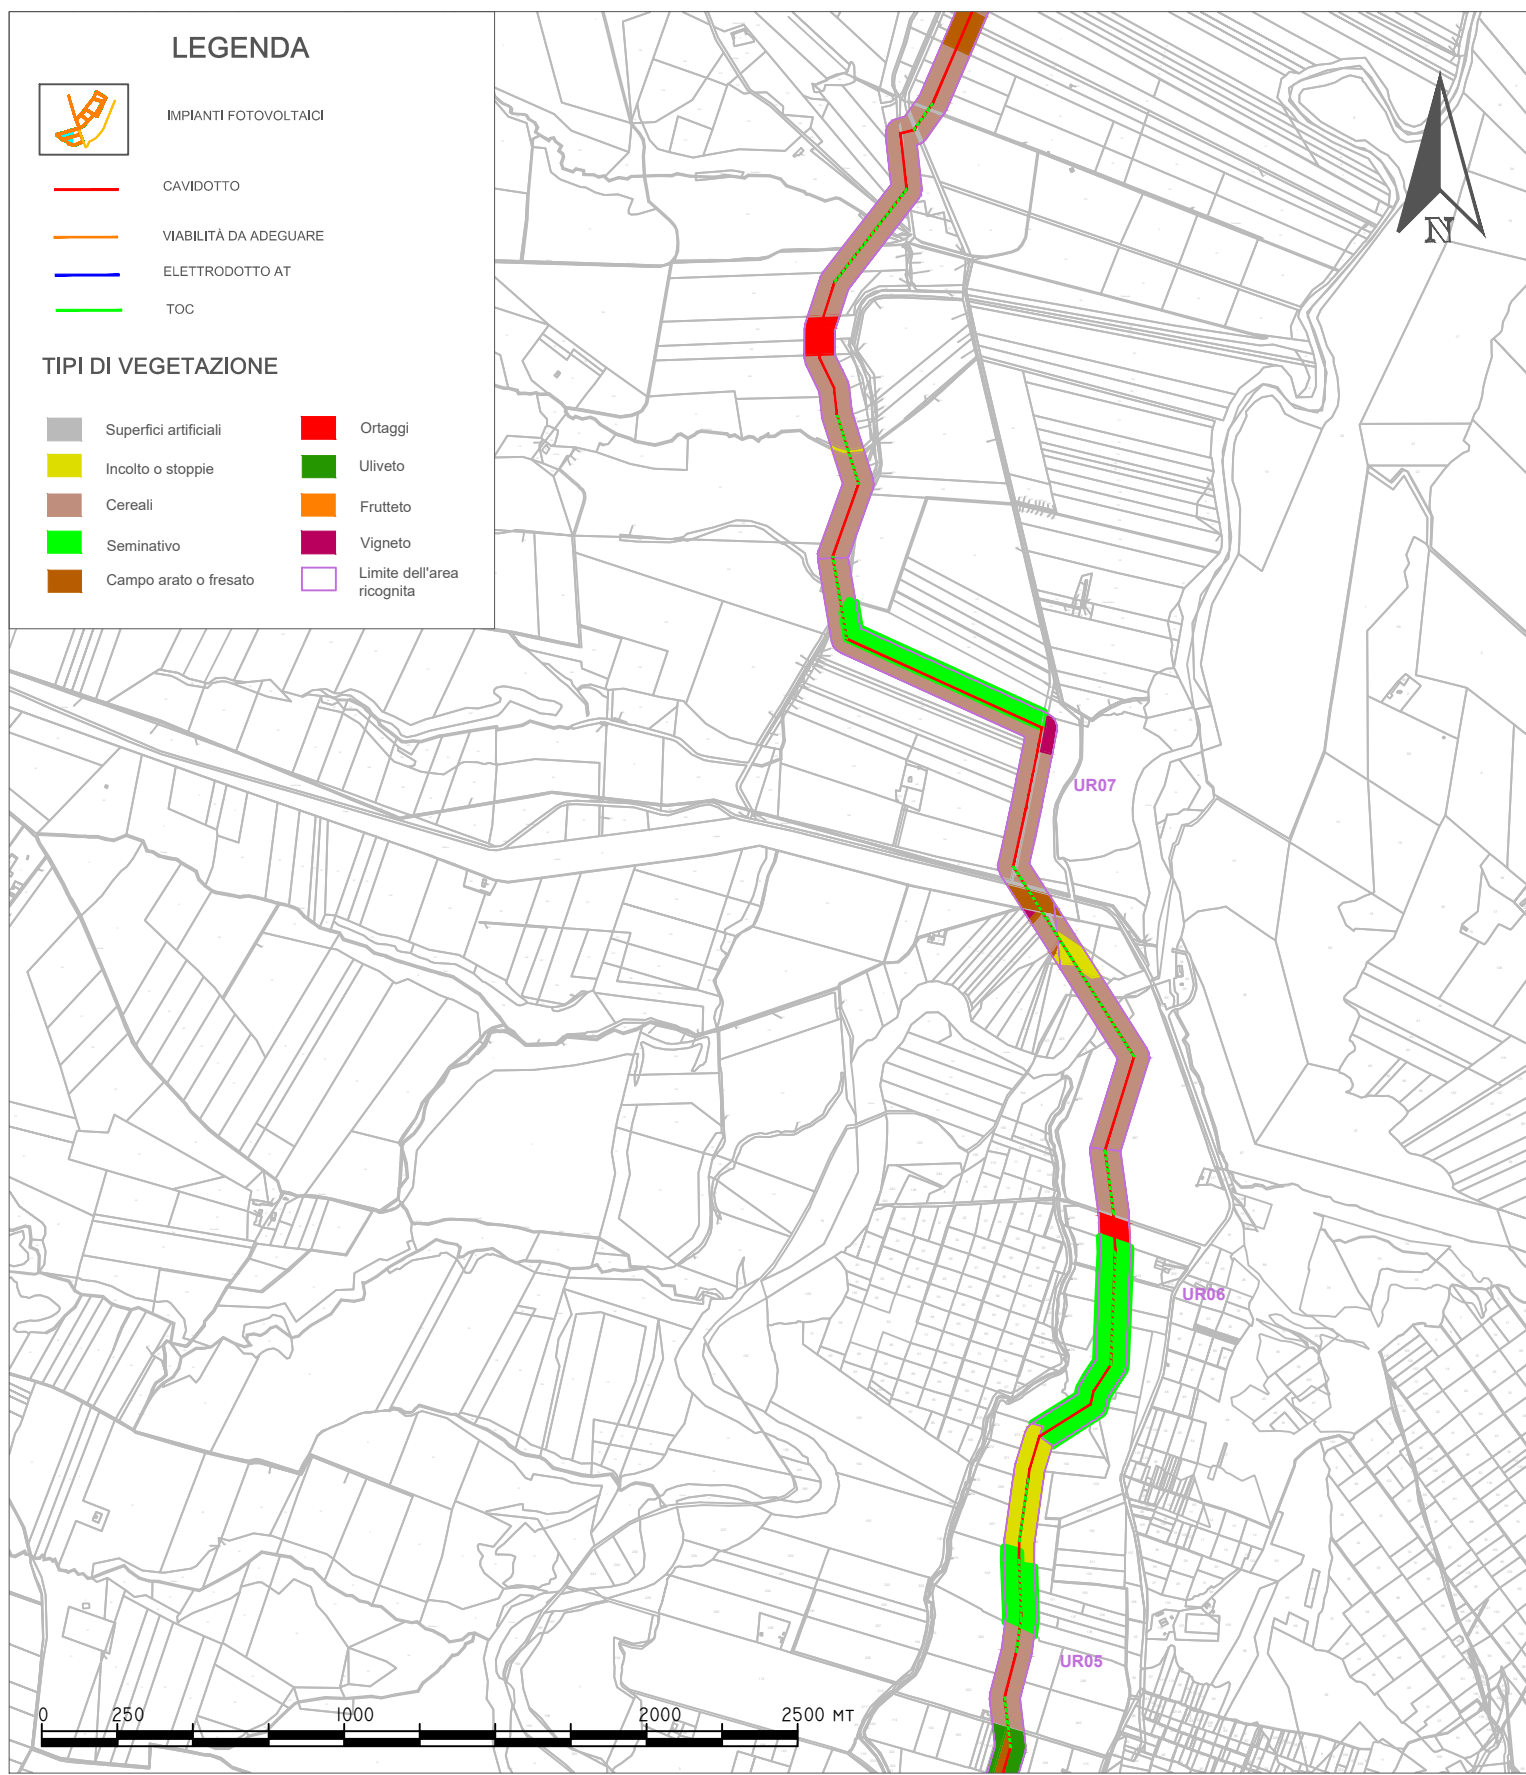 LEGENDA
IMPIANTI FOTOVOLTAICI
CAVIDOTTO
VIABILITÀ DA ADEGUARE
ELETTRODOTTO AT
TOC
TIPI DI VEGETAZIONE
Superfici artificiali
Incolto o stoppie
Cereali
Seminativo
Campo arato o fresato
Ortaggi
Uliveto
Frutteto
Vigneto
Limite dell'area
ricognita
N
UR07
UR06
UR05
0 250 1000 2000 2500 MT